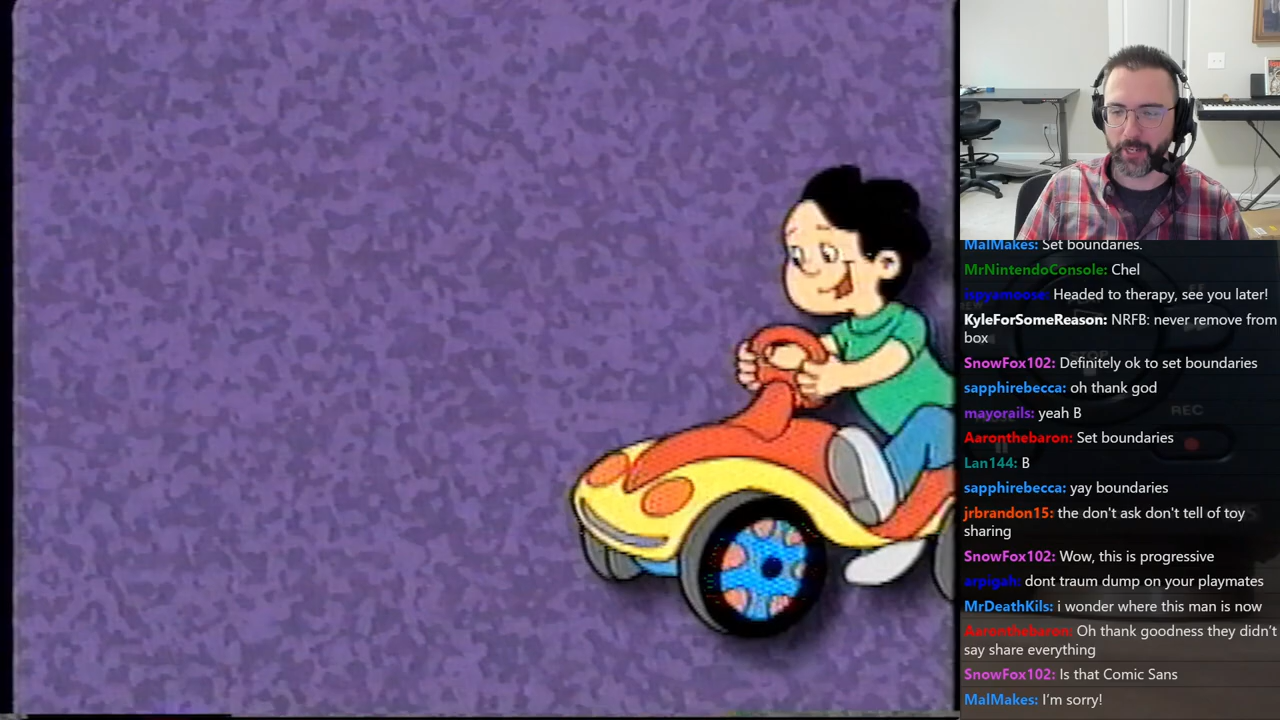 MalMakes: Set boundaries.
MrNintendoConsole: Chel
ispyamoose: Headed to therapy, see you later!
KyleForSomeReason: NRFB: never remove from
box
SnowFox102: Definitely ok to set boundaries
sapphirebecca: oh thank god
mayorails: yeah B
REC
Aaronthebaron: Set boundaries
Lan144: B
sapphirebecca: yay boundaries
jrbrandon15: the don't ask don't tell of toy
sharing
SnowFox102: Wow, this is progressive
arpigah: dont traum dump on your playmates
MrDeathKils: i wonder where this man is now
Aaronthebaron: Oh thank goodness they didn't
say share everything
SnowFox102: Is that Comic Sans
MalMakes: I'm sorry!